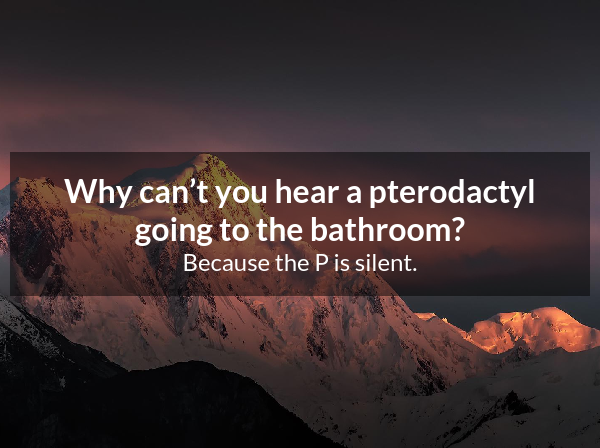 Why can’t you hear a pterodactyl
going to the bathroom?
Because the P is silent.